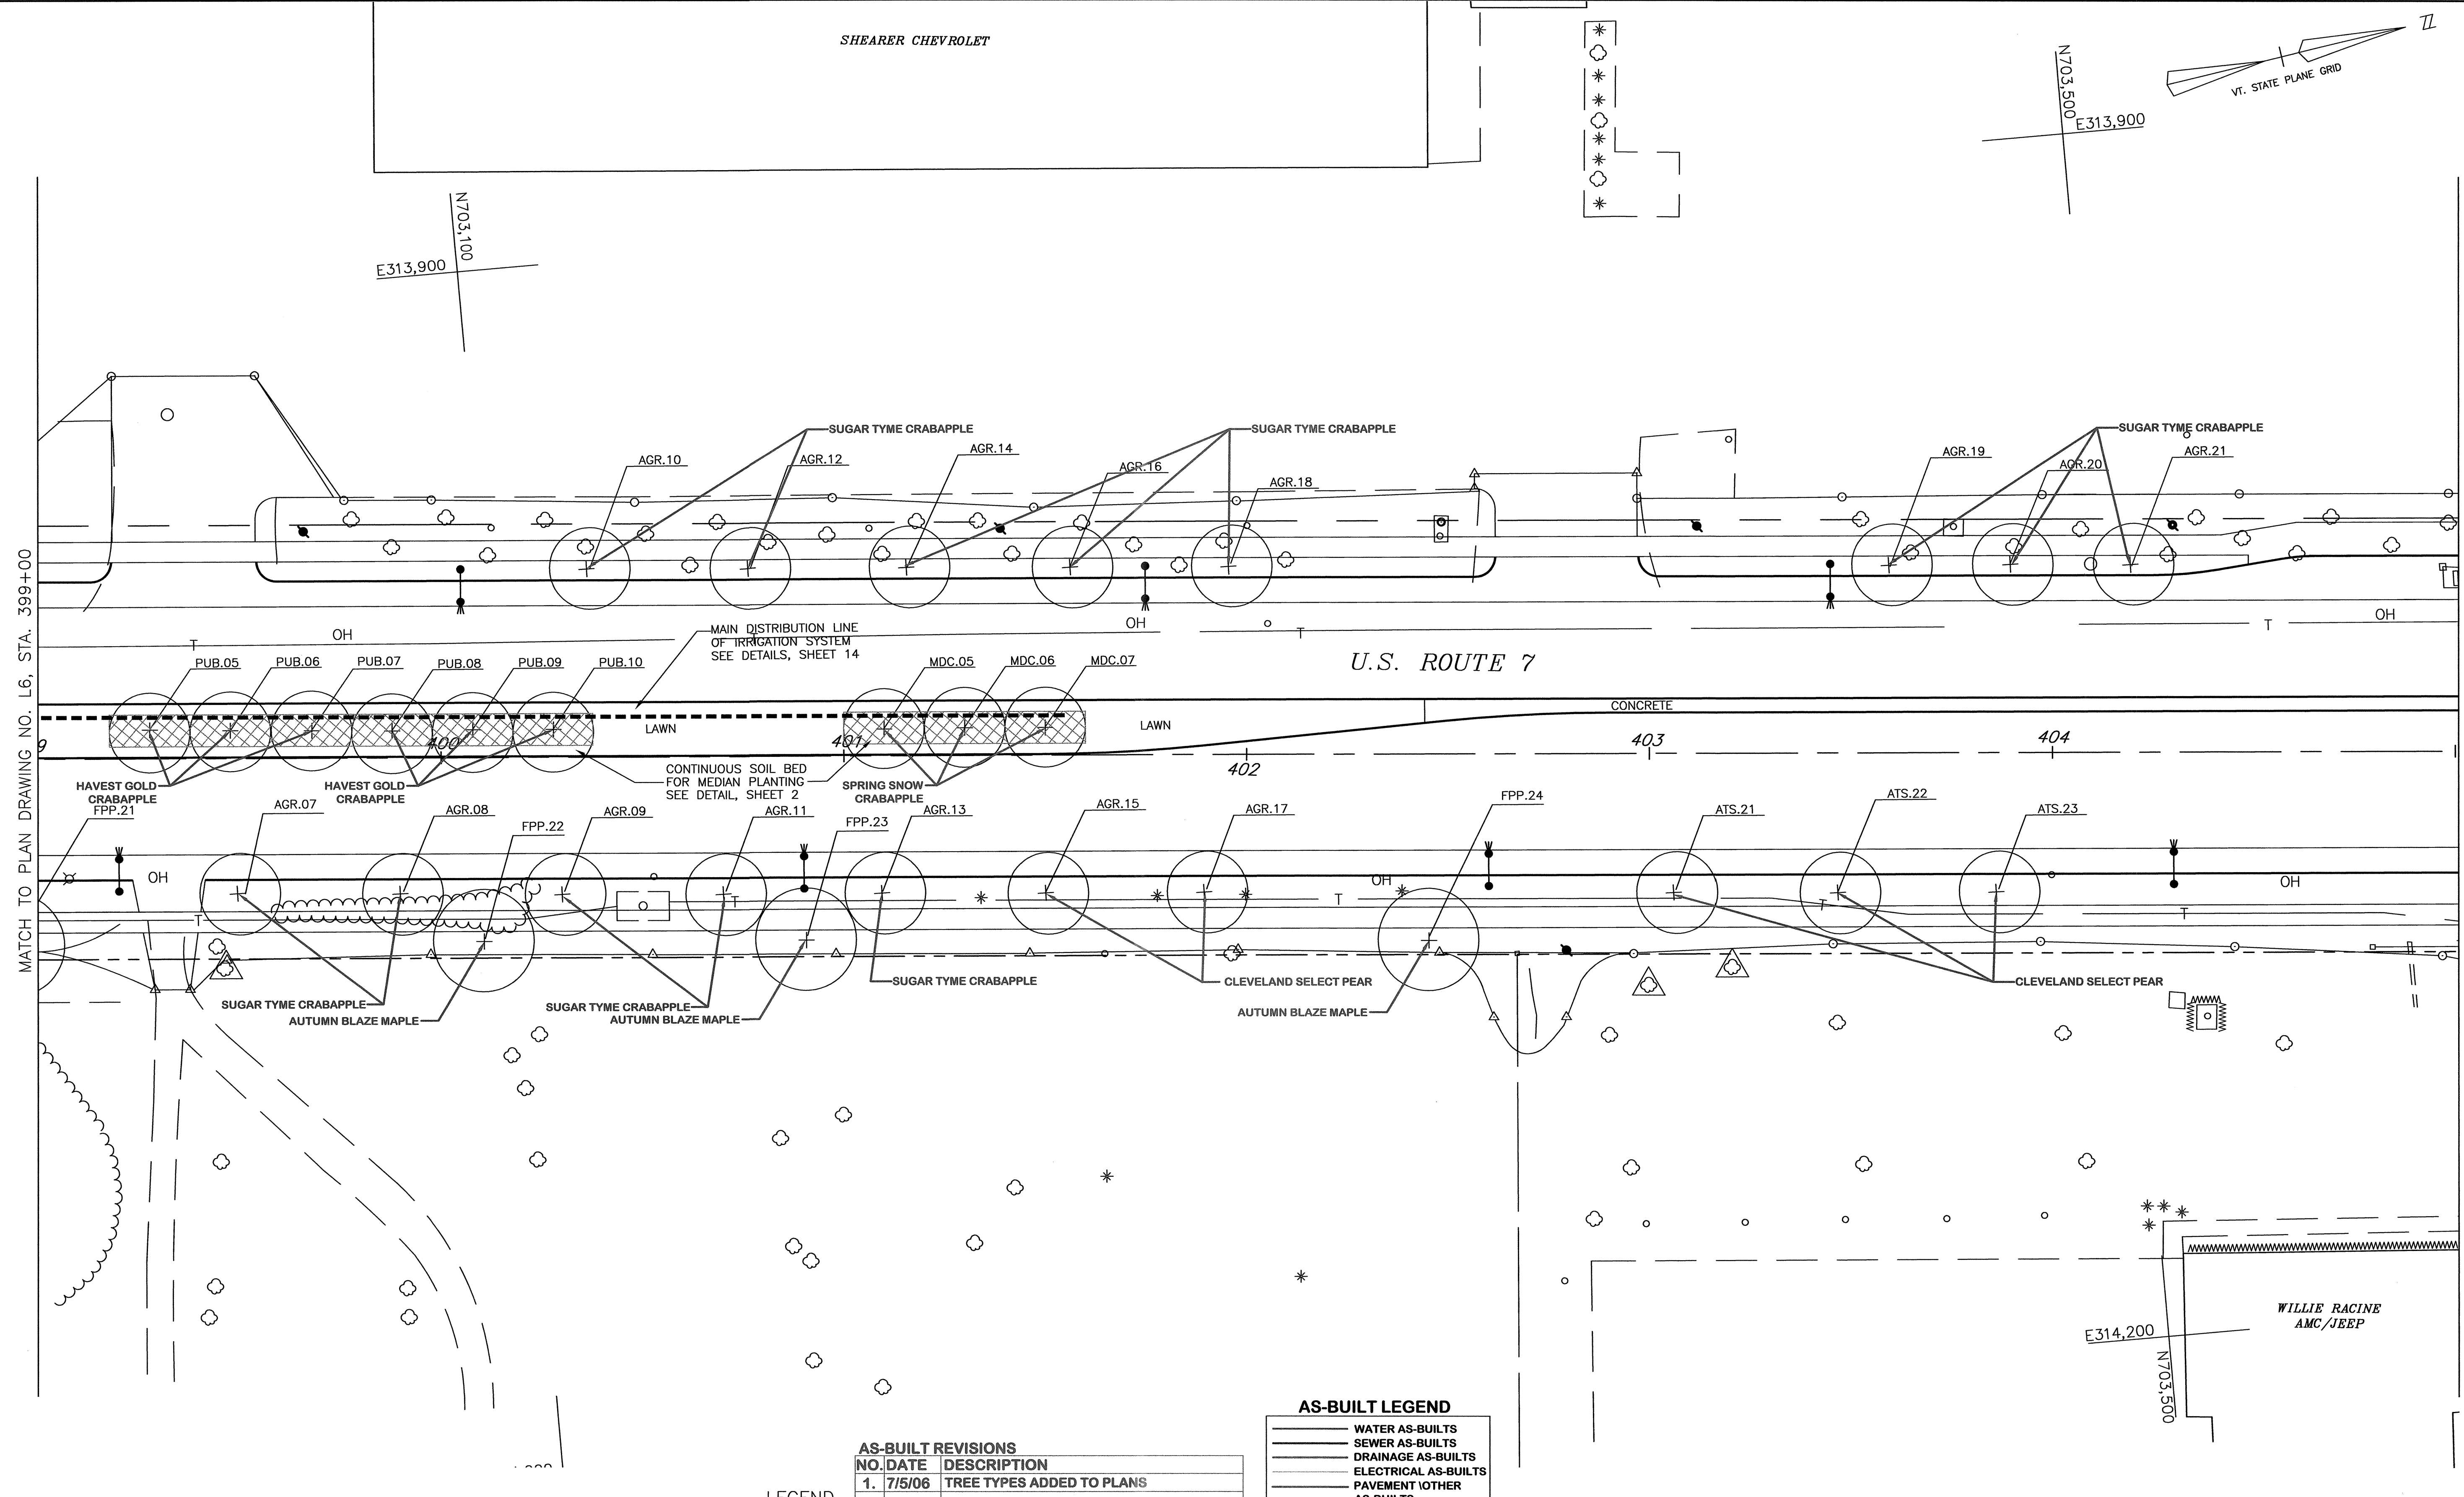 SHEARER CHEVROLET
N703,500
E313,900
VT. STATE PLANE GRID
N703,100
E313,900
MATCH TO PLAN DRAWING NO. L6, STA. 399+00
SUGAR TYME CRABAPPLE
SUGAR TYME CRABAPPLE
SUGAR TYME CRABAPPLE
AGR.10
AGR.12
AGR.14
AGR.16
AGR.18
AGR.19
AGR.20
AGR.21
T
OH
T
OH
T
T
OH
MAIN DISTRIBUTION LINE
OF IRRIGATION SYSTEM
SEE DETAILS, SHEET 14
U.S. ROUTE 7
PUB.05
PUB.06
PUB.07
PUB.08
PUB.09
PUB.10
MDC.05
MDC.06
MDC.07
LAWN
LAWN
CONCRETE
9
400
401
402
403
404
HAVEST GOLD
CRABAPPLE
HAVEST GOLD
CRABAPPLE
CONTINUOUS SOIL BED
FOR MEDIAN PLANTING
SEE DETAIL, SHEET 2
SPRING SNOW
CRABAPPLE
FPP.21
AGR.07
AGR.08
FPP.22
AGR.09
AGR.11
FPP.23
AGR.13
AGR.15
AGR.17
FPP.24
ATS.21
ATS.22
ATS.23
OH
T
T
OH
T
T
T
OH
SUGAR TYME CRABAPPLE
AUTUMN BLAZE MAPLE
SUGAR TYME CRABAPPLE
AUTUMN BLAZE MAPLE
SUGAR TYME CRABAPPLE
CLEVELAND SELECT PEAR
AUTUMN BLAZE MAPLE
CLEVELAND SELECT PEAR
WILLIE RACINE
AMC/JEEP
E314,200
N703,500
AS-BUILT REVISIONS
NO. DATE DESCRIPTION
1. 7/5/06 TREE TYPES ADDED TO PLANS
LEGEND
AS-BUILT LEGEND
WATER AS-BUILTS
SEWER AS-BUILTS
DRAINAGE AS-BUILTS
ELECTRICAL AS-BUILTS
PAVEMENT \OTHER
AS-BUILTS